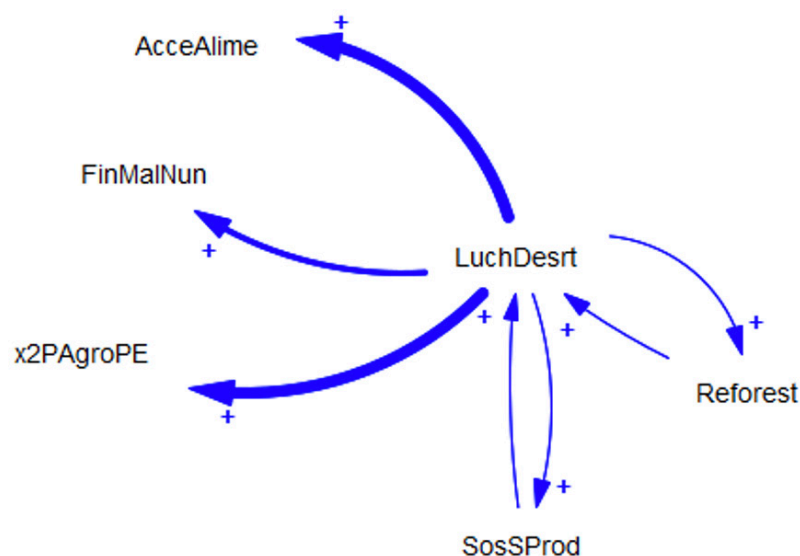 +
AcceAlime
FinMalNun
+
LuchDesrt
x2PAgroPE
+
+
+
+
Reforest
+
SosSProd